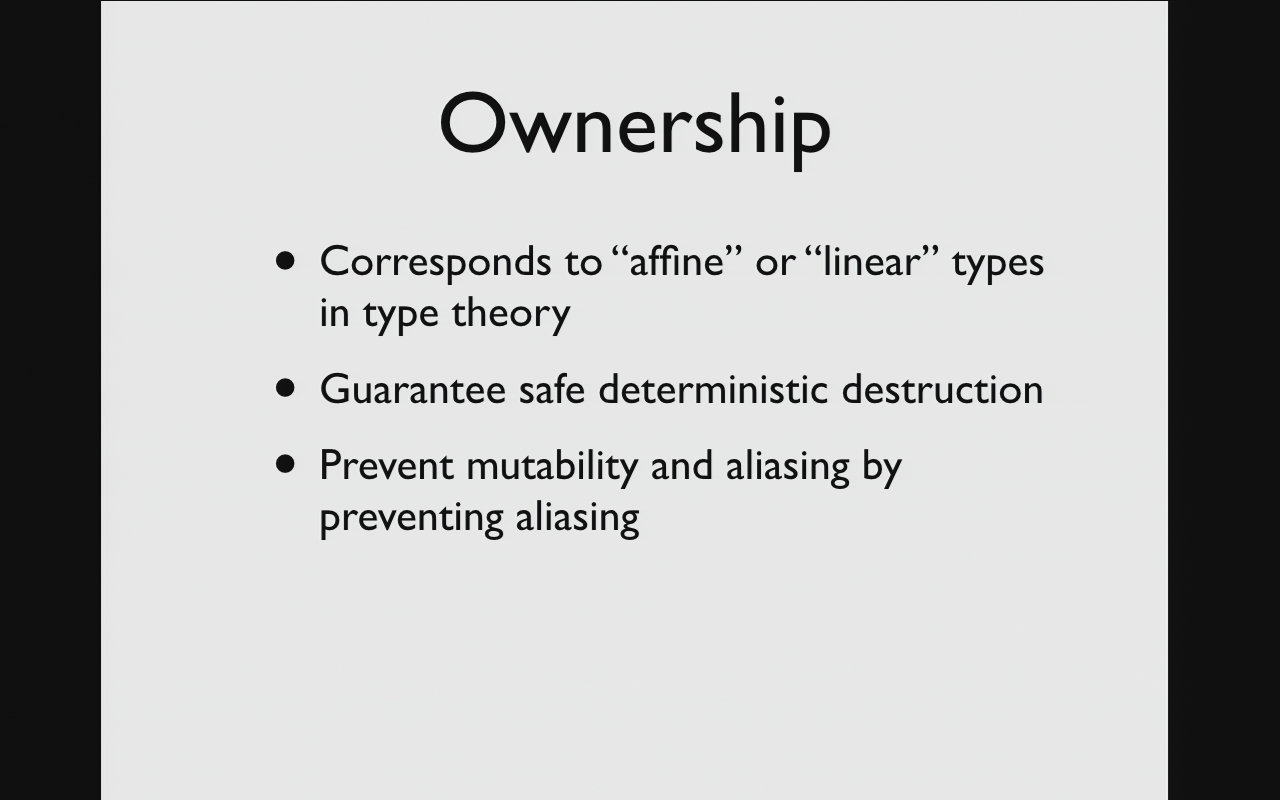 Ownership
• Corresponds to “affine” or “linear” types
in type theory
• Guarantee safe deterministic destruction
• Prevent mutability and aliasing by
preventing aliasing